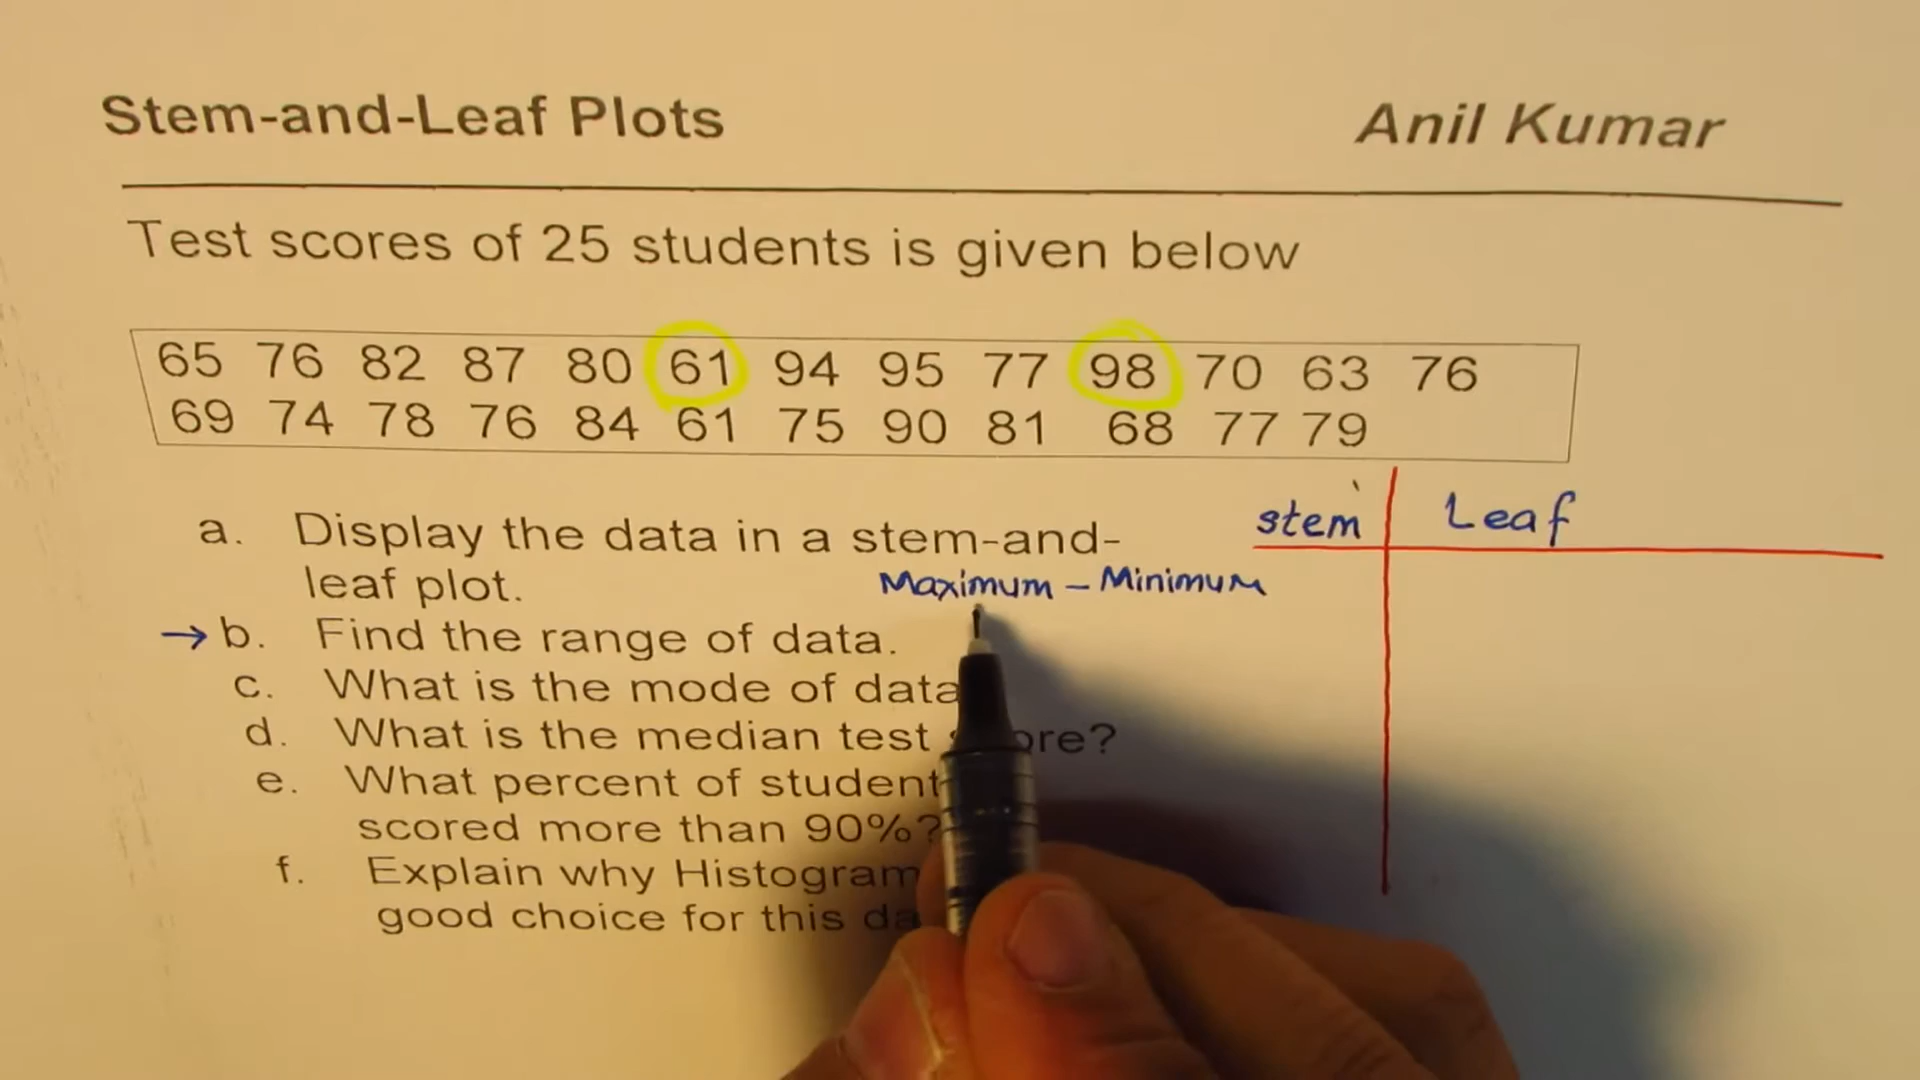 Stem-and-Leaf Plots Anil Kumar
Test scores of 25 students is given below
65 76 82 87 80 61 94 95 77 98 70 63 76
69 74 78 76 84 61 75 90 81 68 77 79
a. Display the data in a stem-and-
leaf plot.
Maximum - Minimum
→ b. Find the range of data.
c. What is the mode of data
d. What is the median test
e. What percent of student
scored more than 90%?
f. Explain why Histogram
good choice for this
stem Leaf